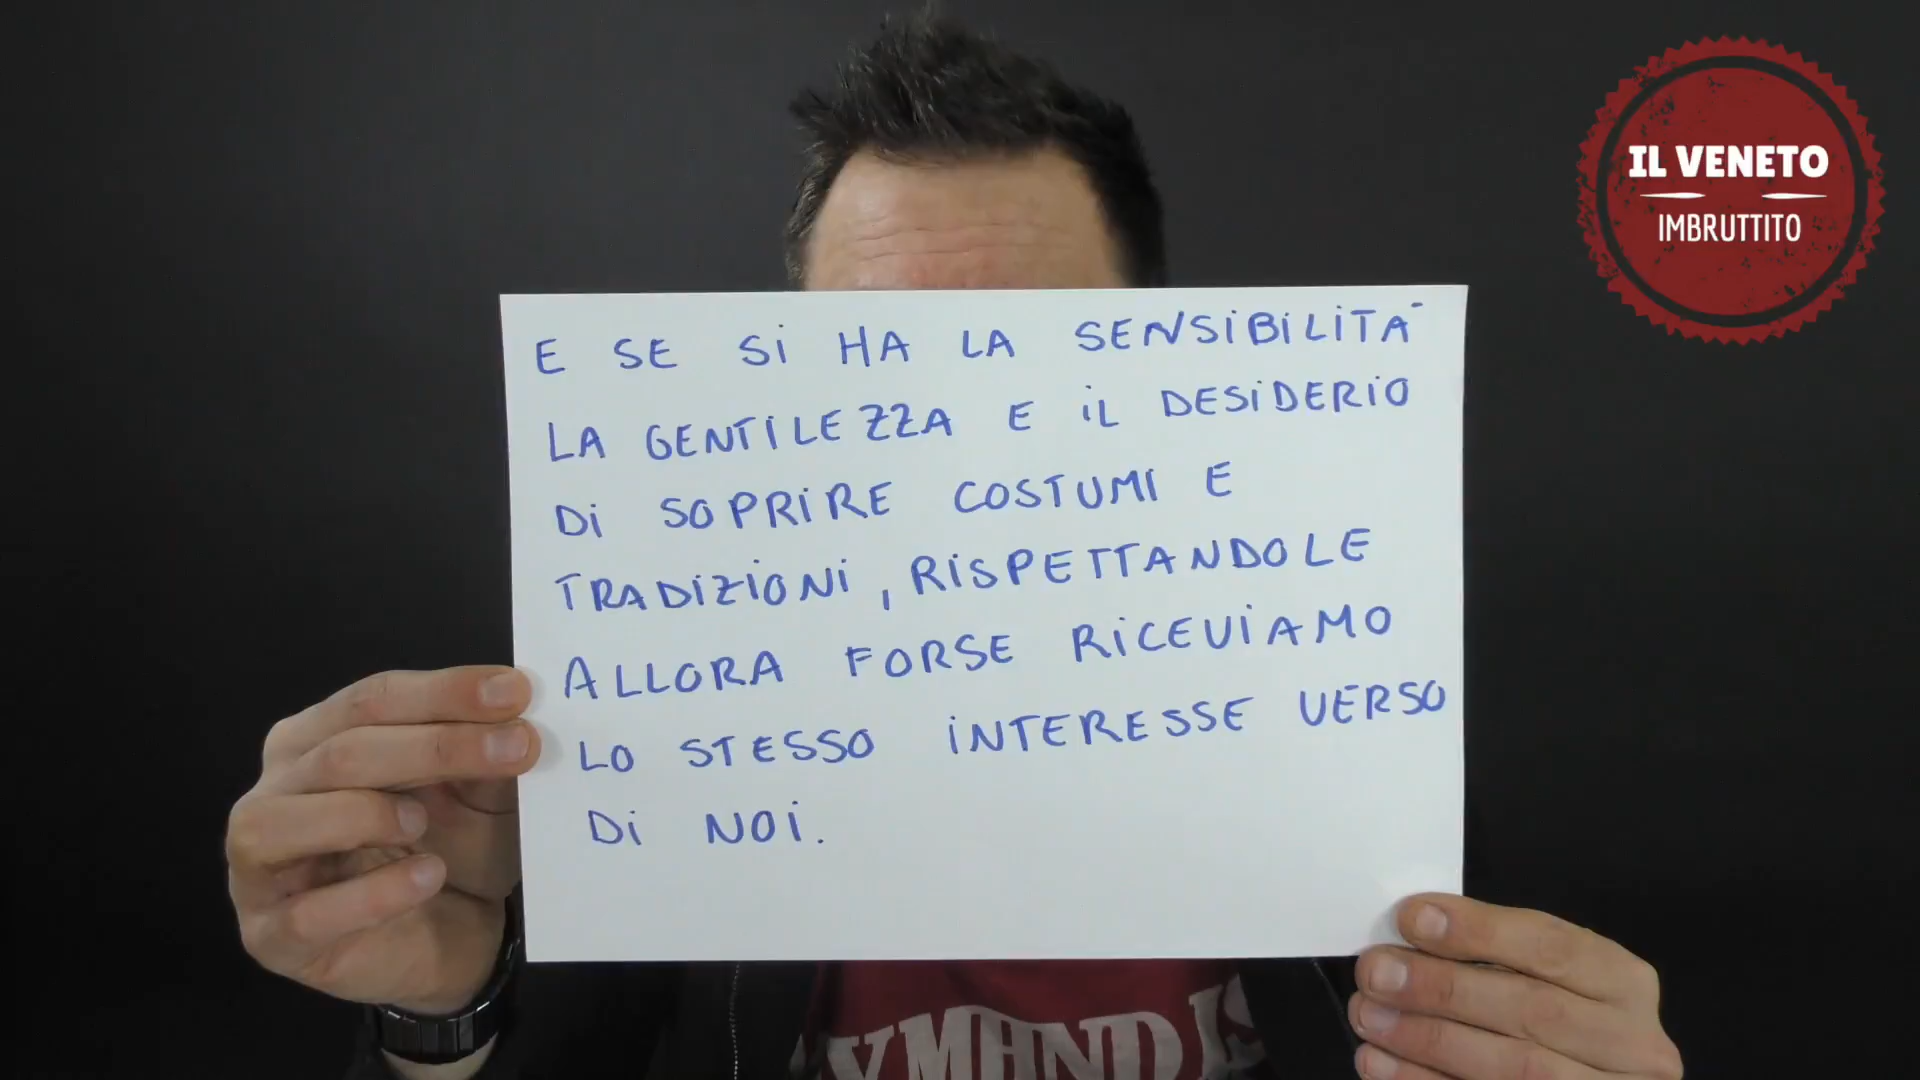 IL VENETO
IMBRUTTITO
E SE Si HA LA SENSiBiLiTA'
LA GENTILEZZA E iL DESiDERiO
Di SOPRiRE COSTUMI E
TRADiZiONi, RiSPETTANDOLE
ALLORA FORSE RiCEViAMO
LO STESSO iNTERESSE VERSO
Di NOi.